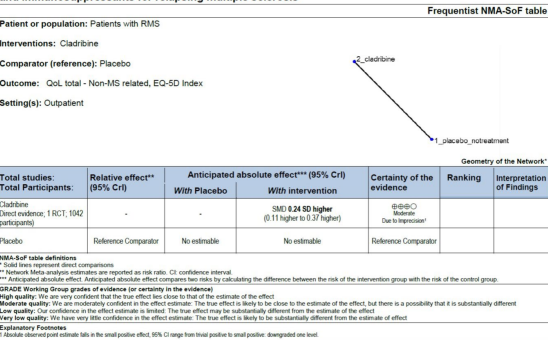 and immunosuppressants for relapsing multiple sclerosis
Frequentist NMA-SoF table
Patient or population: Patients with RMS
Interventions: Cladribine
Comparator (reference): Placebo
Outcome: QoL total - Non-MS related, EQ-5D Index
Setting(s): Outpatient
2_cladribine
1_placebo_notreatment
Geometry of the Network*
Total studies: Total Participants:
Relative effect** (95% CrI)
Anticipated absolute effect*** (95% CrI)
With Placebo
With intervention
Certainty of the evidence
Ranking
Interpretation of Findings
Cladribine
Direct evidence; 1 RCT; 1042 participants)
-
-
SMD 0.24 SD higher
(0.11 higher to 0.37 higher)
⊕⊕⊕◯
Moderate
Due to Imprecision¹
Placebo
Reference Comparator
No estimable
No estimable
Reference Comparator
NMA-SoF table definitions
* Solid lines represent direct comparisons
** Network Meta-analysis estimates are reported as risk ratio. CI: confidence interval.
*** Anticipated absolute effect. Anticipated absolute effect compares two risks by calculating the difference between the risk of the intervention group with the risk of the control group.
GRADE Working Group grades of evidence (or certainty in the evidence)
High quality: We are very confident that the true effect lies close to that of the estimate of the effect
Moderate quality: We are moderately confident in the effect estimate: The true effect is likely to be close to the estimate of the effect, but there is a possibility that it is substantially different
Low quality: Our confidence in the effect estimate is limited. The true effect may be substantially different from the estimate of the effect
Very low quality: We have very little confidence in the effect estimate: The true effect is likely to be substantially different from the estimate of effect
Explanatory Footnotes
1 Absolute observed point estimate falls in the small positive effect, 95% CI range from trivial positive to small positive: downgraded one level.